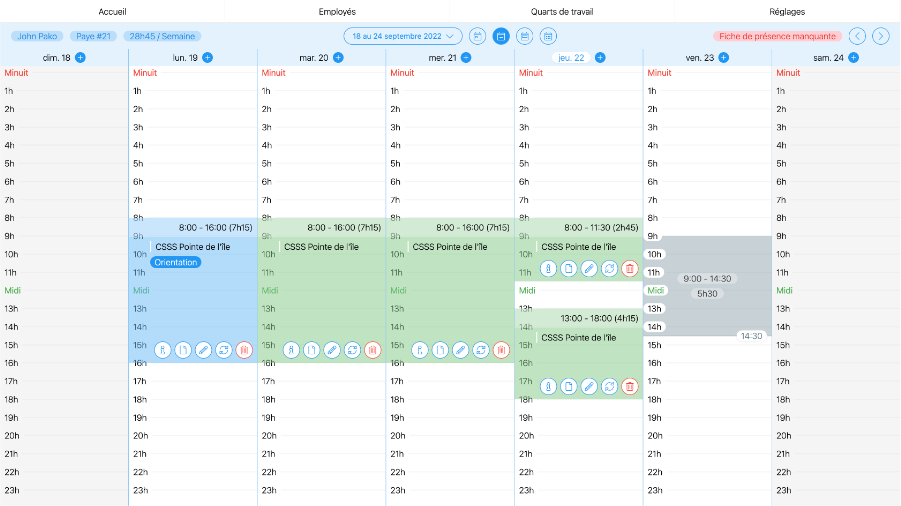 Accueil
Employés
Quarts de travail
Réglages
John Pako
Paye #21
28h45 / Semaine
18 au 24 septembre 2022
Fiche de présence manquante
dim. 18
lun. 19
mar. 20
mer. 21
jeu. 22
ven. 23
sam. 24
Minuit
1h
2h
3h
4h
5h
6h
7h
8h
9h
10h
11h
Midi
13h
14h
15h
16h
17h
18h
19h
20h
21h
22h
23h
Minuit
1h
2h
3h
4h
5h
6h
7h
8h
8:00 - 16:00 (7h15)
9h
CSSS Pointe de l'île
10h
Orientation
11h
Midi
13h
14h
15h
16h
17h
18h
19h
20h
21h
22h
23h
Minuit
1h
2h
3h
4h
5h
6h
7h
8h
8:00 - 16:00 (7h15)
9h
CSSS Pointe de l'île
10h
11h
Midi
13h
14h
15h
16h
17h
18h
19h
20h
21h
22h
23h
Minuit
1h
2h
3h
4h
5h
6h
7h
8h
8:00 - 16:00 (7h15)
9h
CSSS Pointe de l'île
10h
11h
Midi
13h
14h
15h
16h
17h
18h
19h
20h
21h
22h
23h
Minuit
1h
2h
3h
4h
5h
6h
7h
8h
8:00 - 11:30 (2h45)
9h
CSSS Pointe de l'île
10h
11h
Midi
13h
13:00 - 18:00 (4h15)
14h
CSSS Pointe de l'île
15h
16h
17h
18h
19h
20h
21h
22h
23h
Minuit
1h
2h
3h
4h
5h
6h
7h
8h
9h
10h
11h
9:00 - 14:30
5h30
Midi
13h
14h
14:30
15h
16h
17h
18h
19h
20h
21h
22h
23h
Minuit
1h
2h
3h
4h
5h
6h
7h
8h
9h
10h
11h
Midi
13h
14h
15h
16h
17h
18h
19h
20h
21h
22h
23h